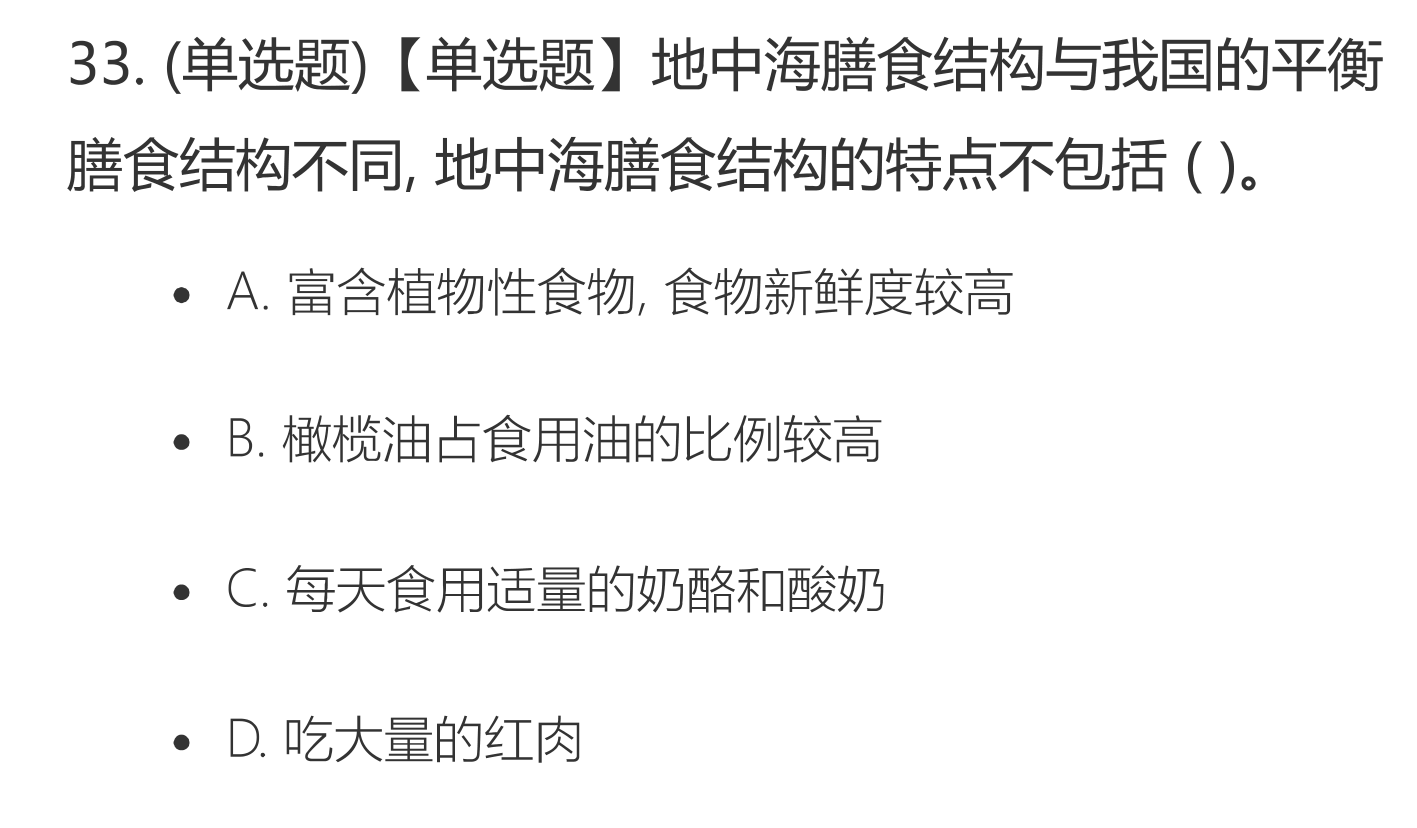 33. (单选题)【单选题】地中海膳食结构与我国的平衡
膳食结构不同, 地中海膳食结构的特点不包括 ( )。
A. 富含植物性食物, 食物新鲜度较高
B. 橄榄油占食用油的比例较高
C. 每天食用适量的奶酪和酸奶
D. 吃大量的红肉